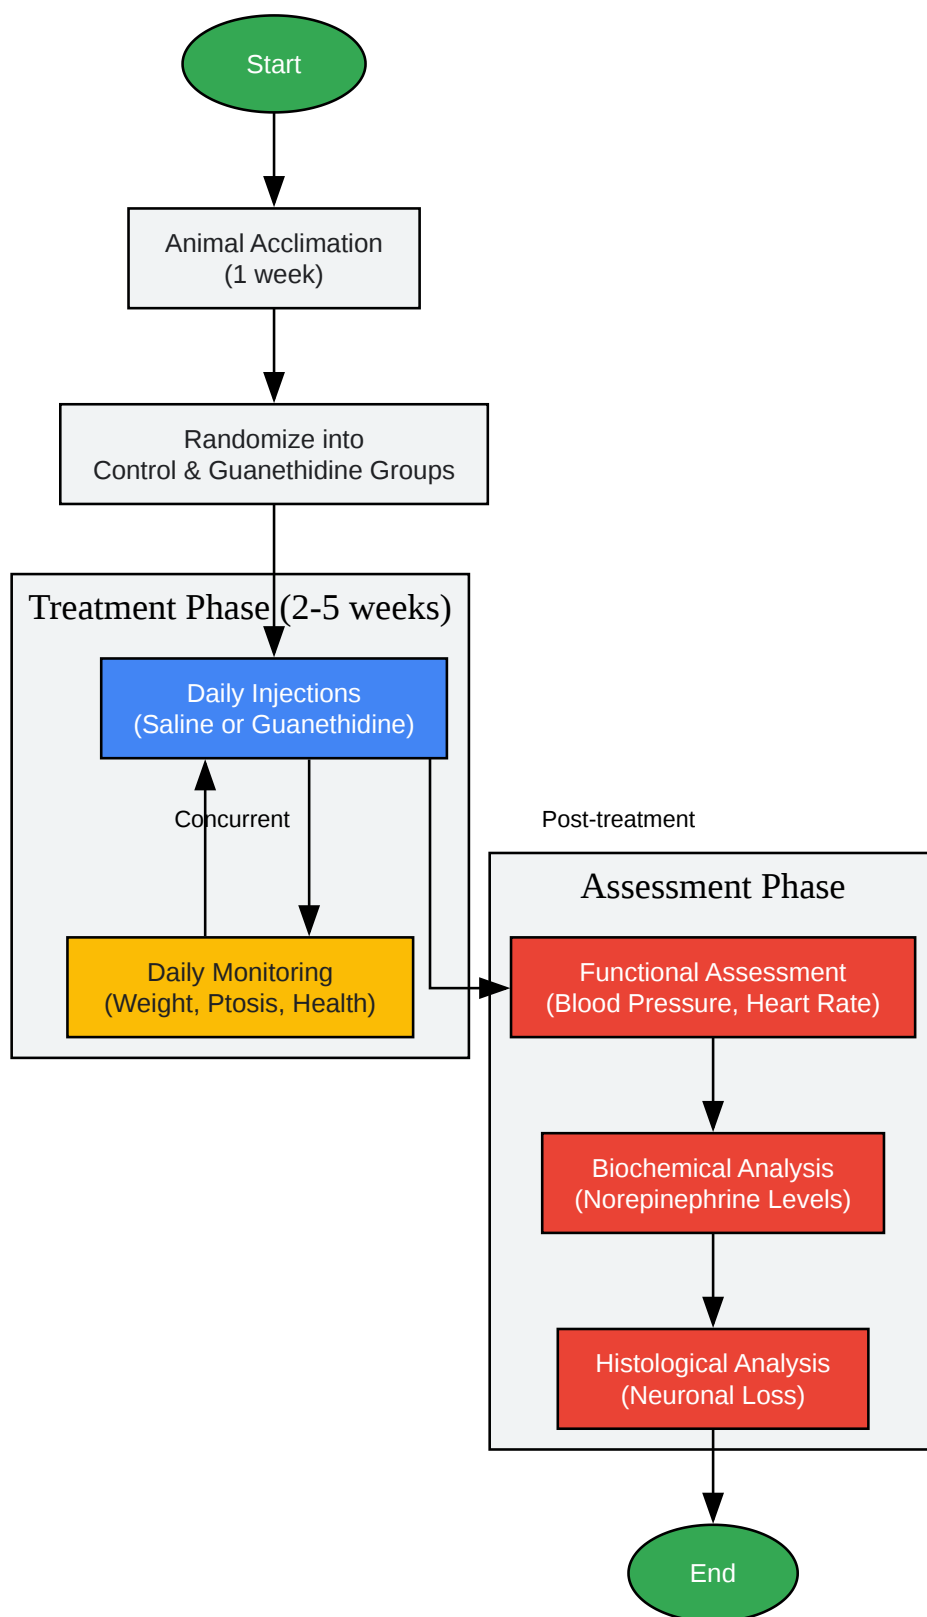 Start
Animal Acclimation
(1 week)
Randomize into
Control & Guanethidine Groups
Treatment Phase (2-5 weeks)
Daily Injections
(Saline or Guanethidine)
Concurrent
Daily Monitoring
(Weight, Ptosis, Health)
Post-treatment
Assessment Phase
Functional Assessment
(Blood Pressure, Heart Rate)
Biochemical Analysis
(Norepinephrine Levels)
Histological Analysis
(Neuronal Loss)
End